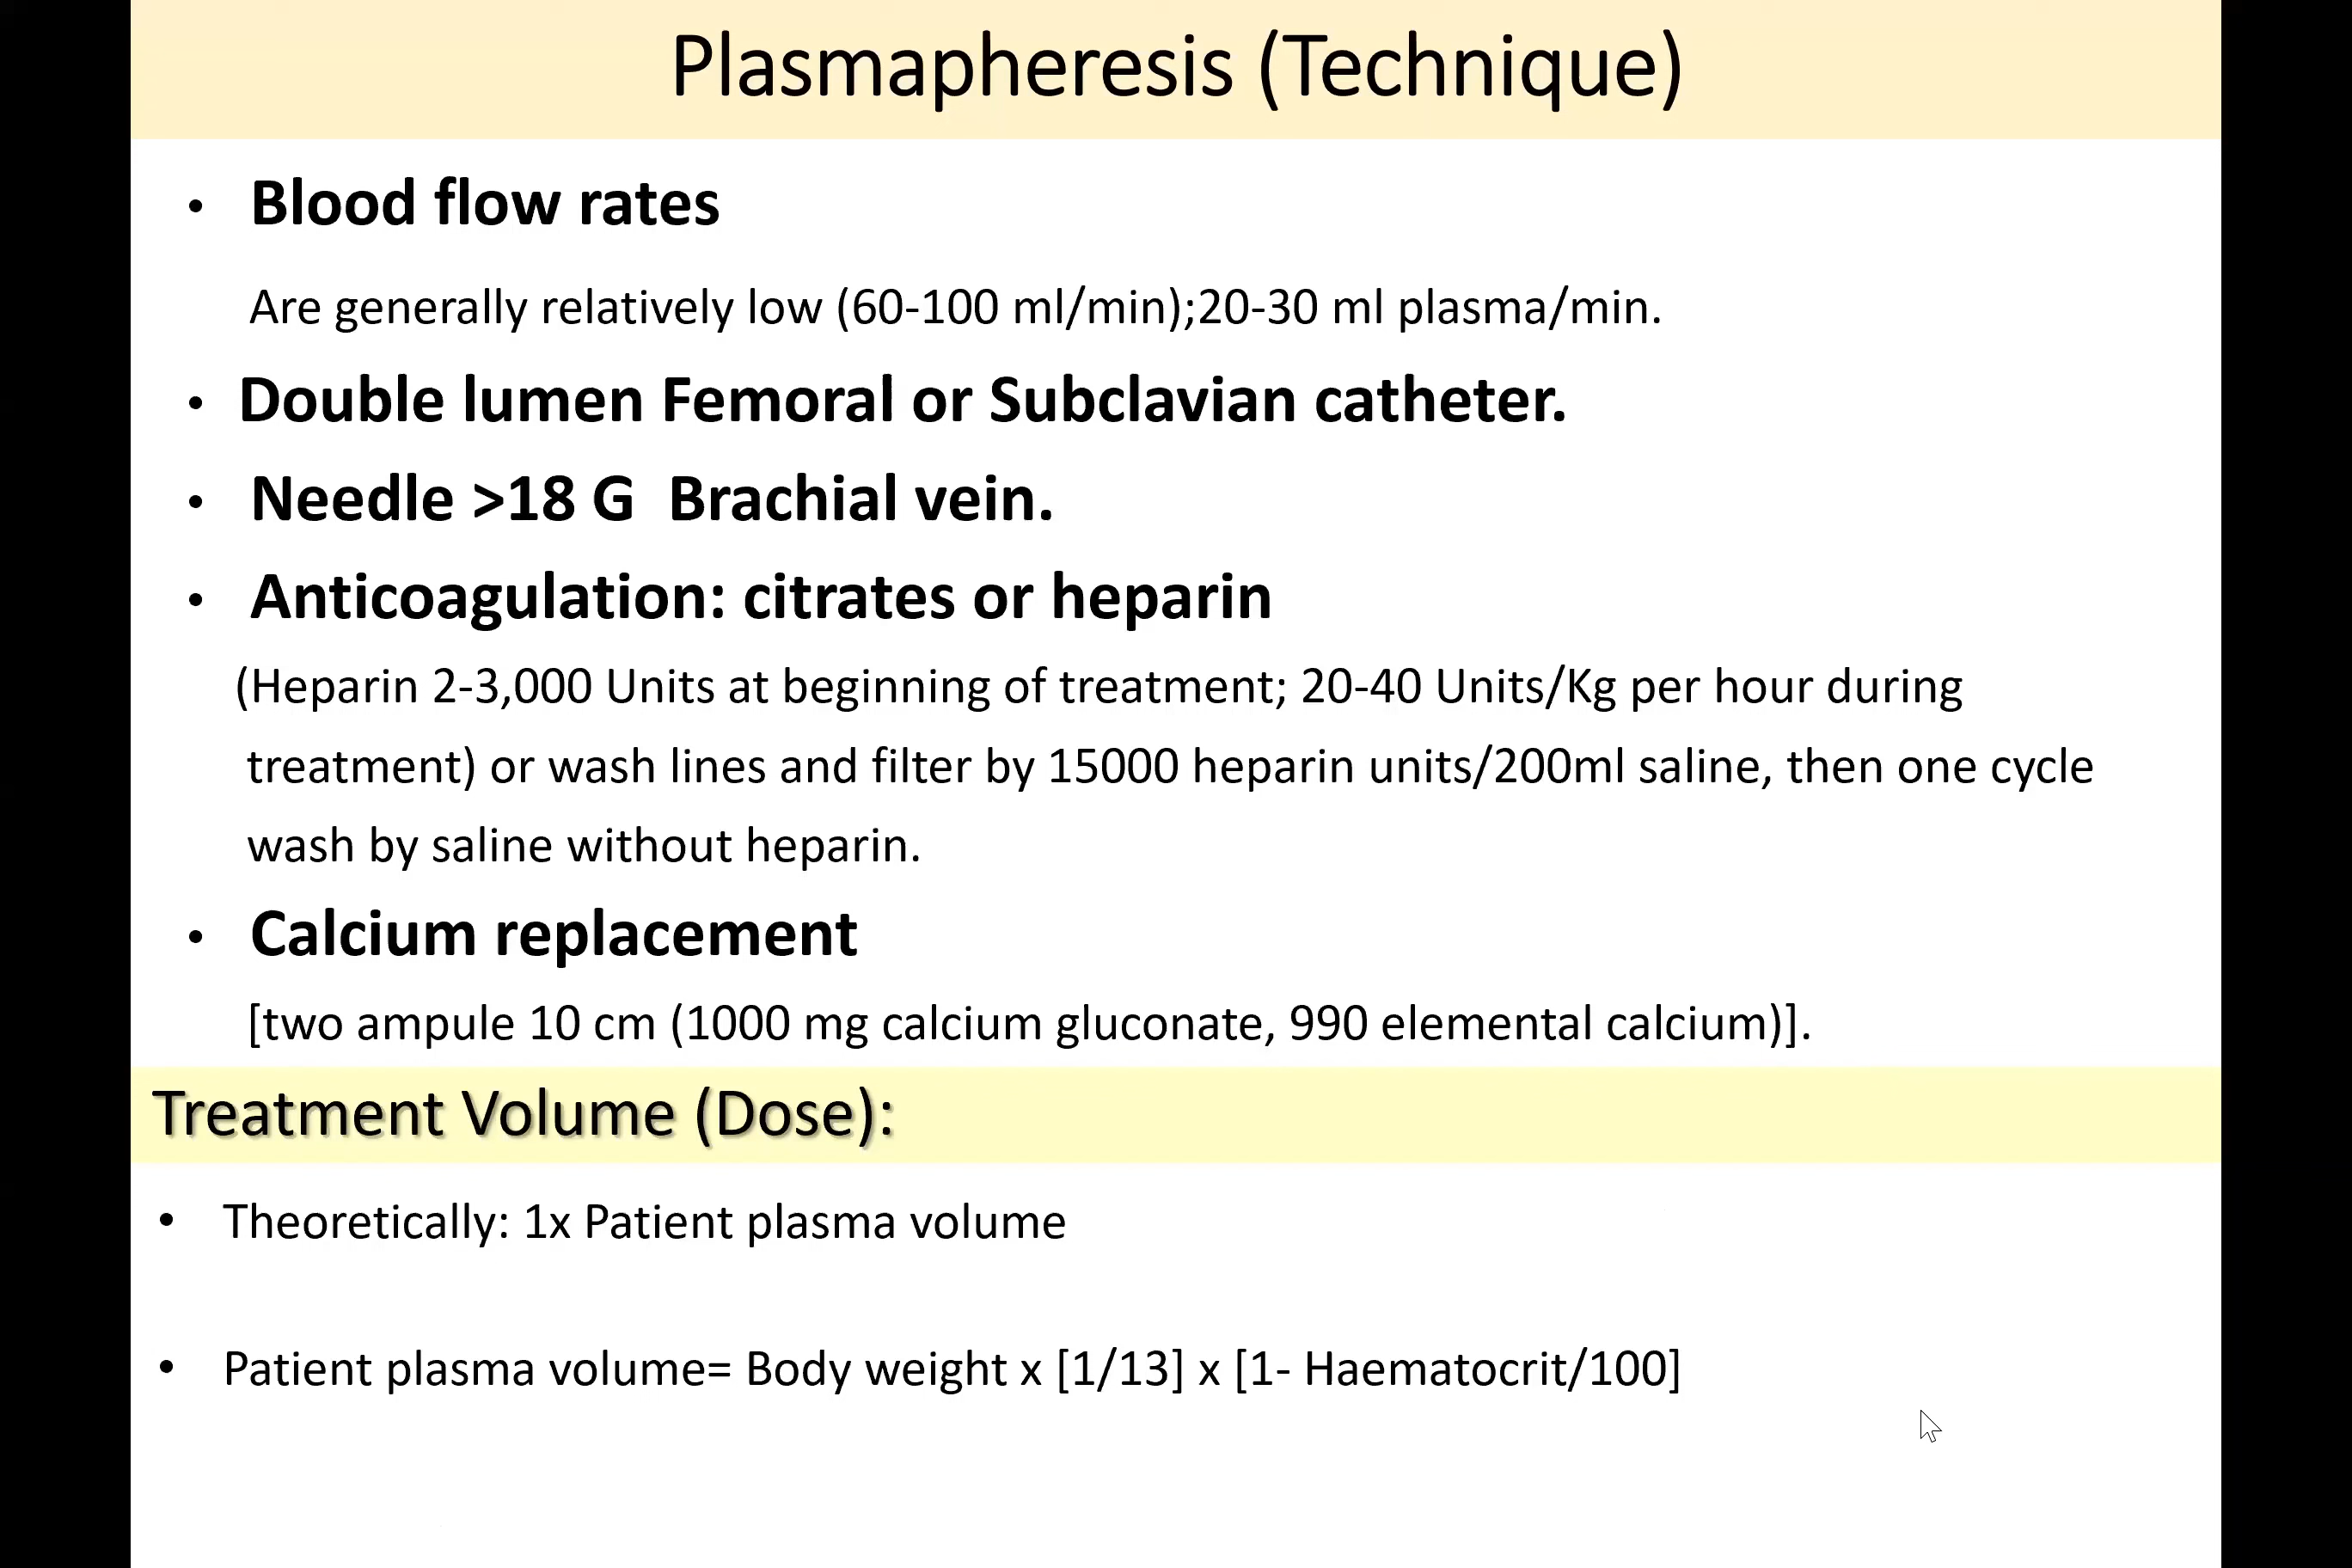 Plasmapheresis (Technique)
• Blood flow rates
Are generally relatively low (60-100 ml/min);20-30 ml plasma/min.
• Double lumen Femoral or Subclavian catheter.
• Needle >18 G Brachial vein.
• Anticoagulation: citrates or heparin
(Heparin 2-3,000 Units at beginning of treatment; 20-40 Units/Kg per hour during
treatment) or wash lines and filter by 15000 heparin units/200ml saline, then one cycle
wash by saline without heparin.
• Calcium replacement
[two ampule 10 cm (1000 mg calcium gluconate, 990 elemental calcium)].
Treatment Volume (Dose):
• Theoretically: 1x Patient plasma volume
• Patient plasma volume= Body weight x [1/13] x [1- Haematocrit/100]